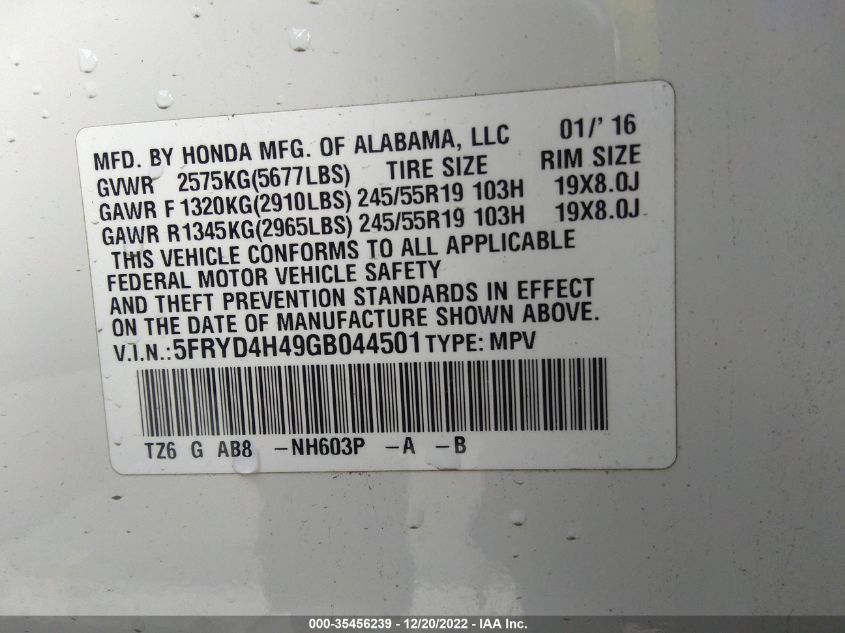 MFD. BY HONDA MFG. OF ALABAMA, LLC 01/' 16
GVWR 2575KG(5677LBS) TIRE SIZE RIM SIZE
GAWR F 1320KG(2910LBS) 245/55R19 103H 19X8.0J
GAWR R1345KG(2965LBS) 245/55R19 103H 19X8.0J
THIS VEHICLE CONFORMS TO ALL APPLICABLE
FEDERAL MOTOR VEHICLE SAFETY
AND THEFT PREVENTION STANDARDS IN EFFECT
ON THE DATE OF MANUFACTURE SHOWN ABOVE.
V.I.N.:5FRYD4H49GB044501 TYPE: MPV
TZ6 G AB8 -NH603P -A -B
000-35456239 - 12/20/2022 - IAA Inc.